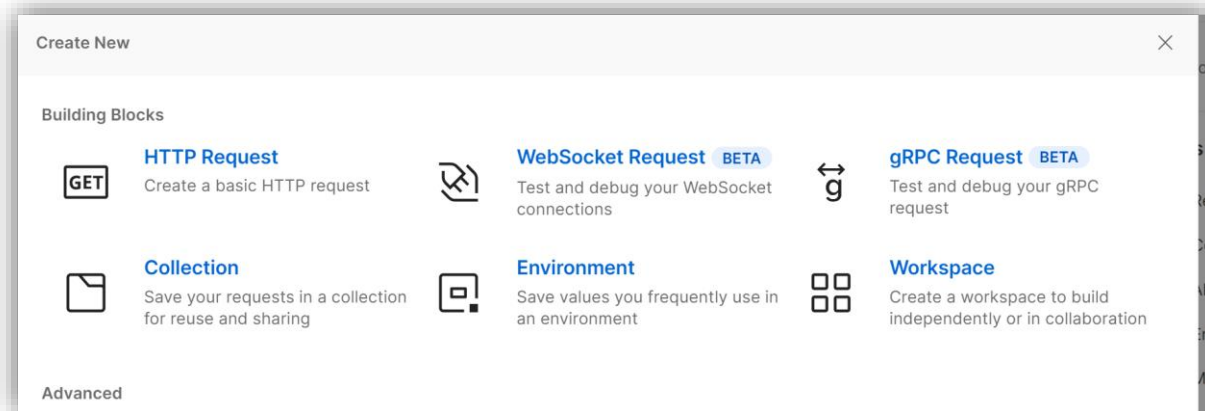 Create New
Building Blocks
GET
HTTP Request
Create a basic HTTP request
WebSocket Request BETA
Test and debug your WebSocket
connections
g
gRPC Request BETA
Test and debug your gRPC
request
Collection
Save your requests in a collection
for reuse and sharing
Environment
Save values you frequently use in
an environment
Workspace
Create a workspace to build
independently or in collaboration
Advanced